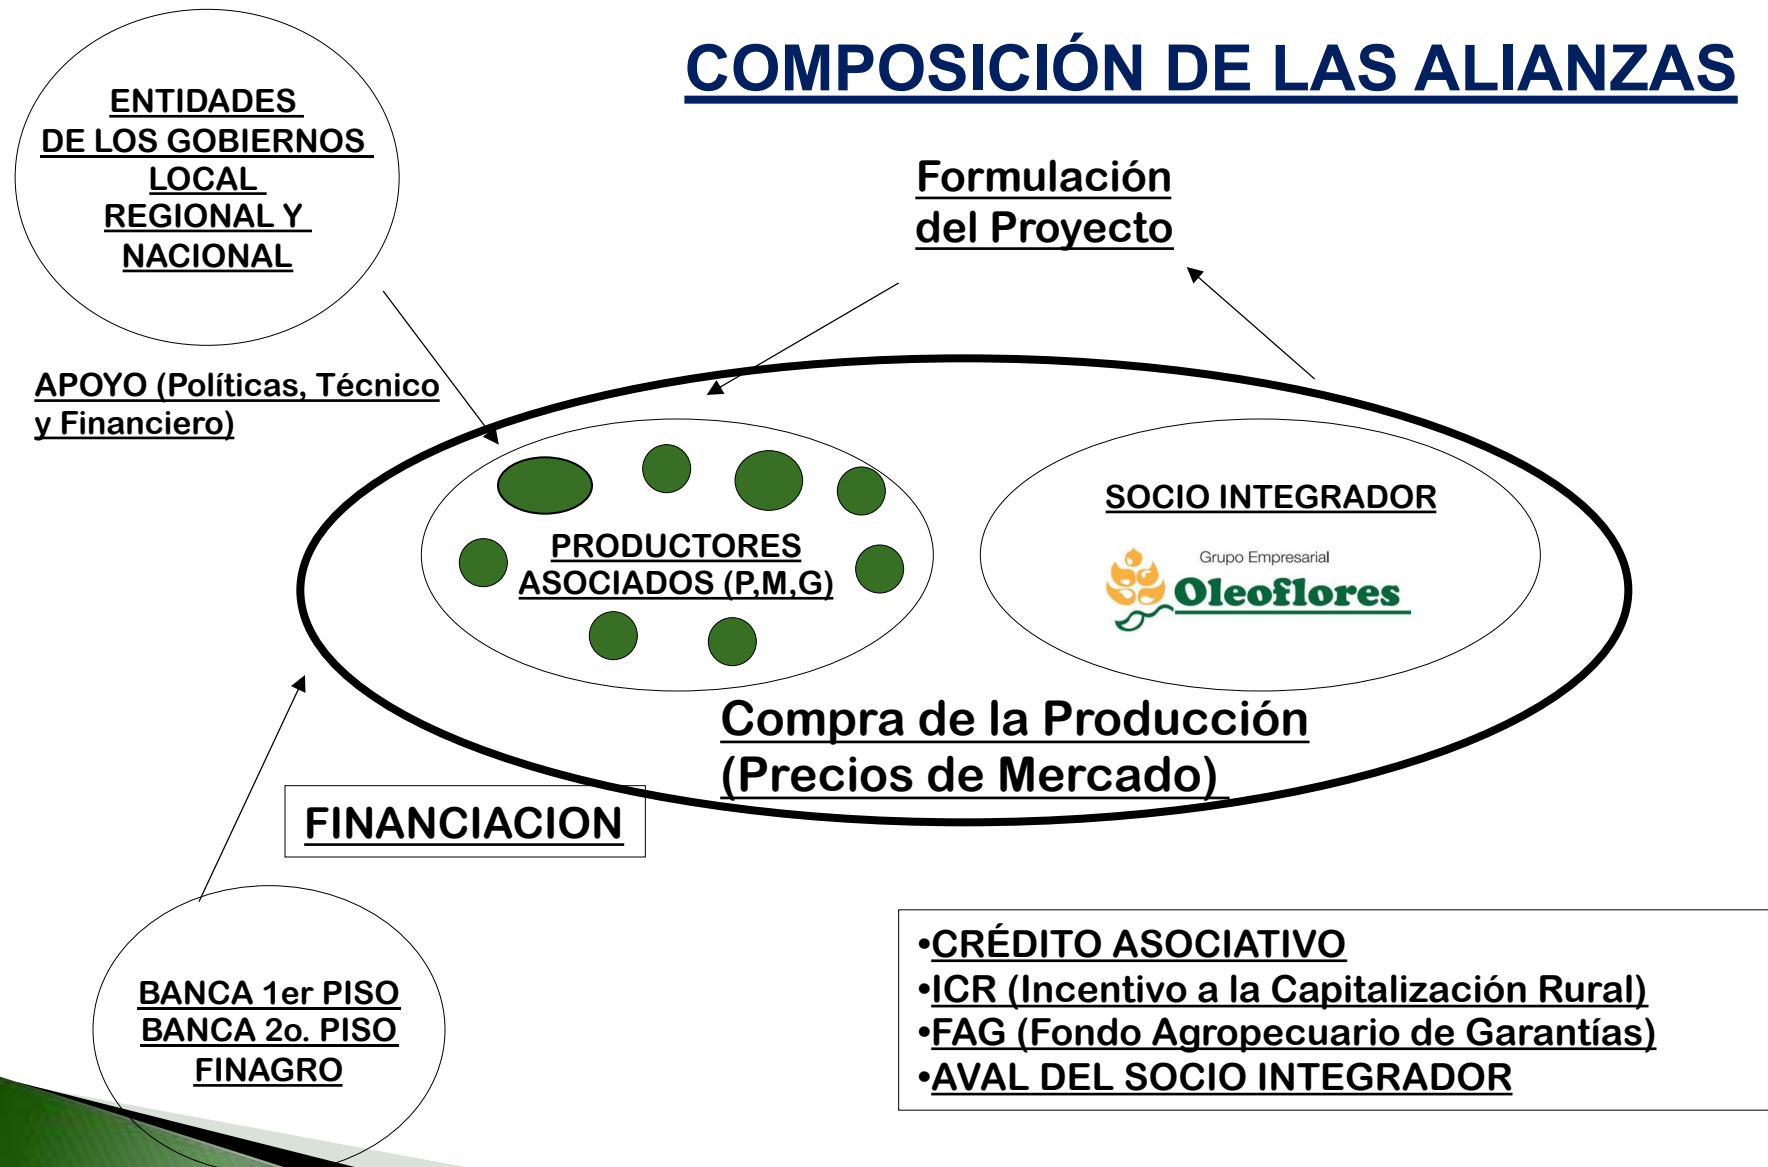 COMPOSICIÓN DE LAS ALIANZAS
ENTIDADES
DE LOS GOBIERNOS
LOCAL
REGIONAL Y
NACIONAL
Formulación
del Proyecto
APOYO (Políticas, Técnico
y Financiero)
PRODUCTORES
ASOCIADOS (P,M,G)
SOCIO INTEGRADOR
Grupo Empresarial
Oleoflores
Compra de la Producción
(Precios de Mercado)
FINANCIACION
BANCA 1er PISO
BANCA 2o. PISO
FINAGRO
•CRÉDITO ASOCIATIVO
•ICR (Incentivo a la Capitalización Rural)
•FAG (Fondo Agropecuario de Garantías)
•AVAL DEL SOCIO INTEGRADOR